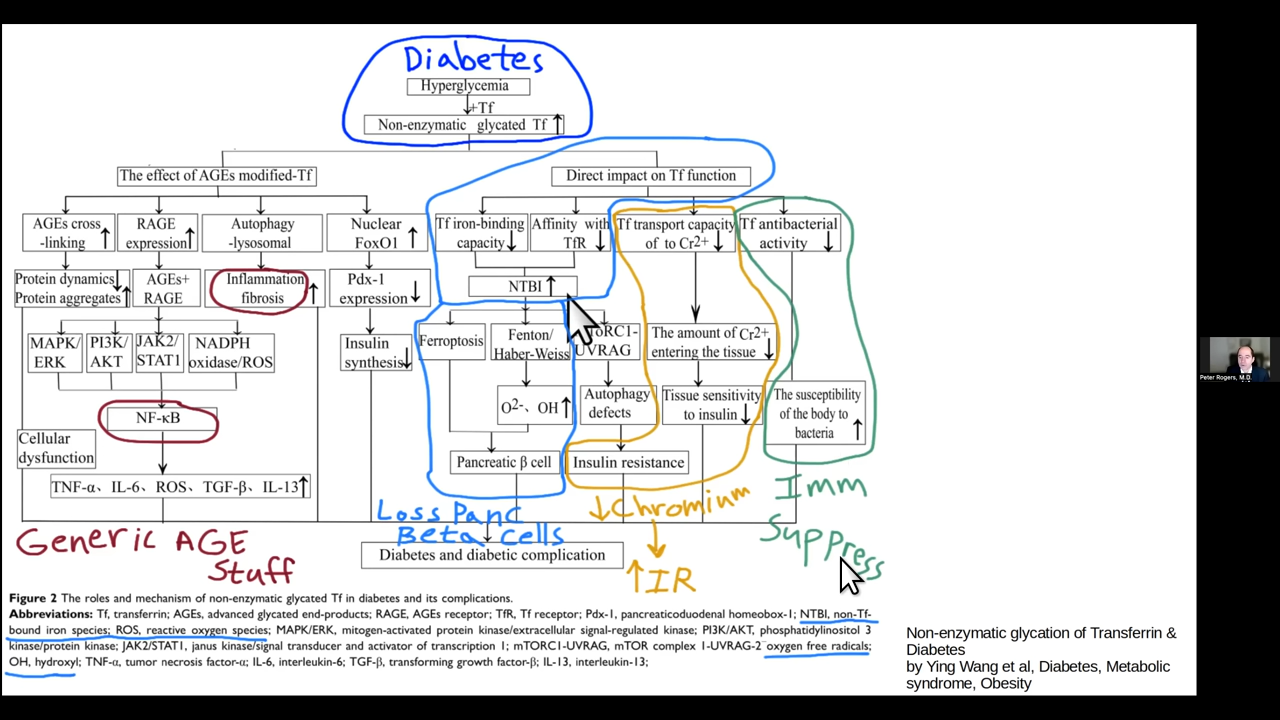 Diabetes
Hyperglycemia
+Tf
Non-enzymatic glycated Tf
The effect of AGEs modified-Tf
Direct impact on Tf function
AGEs cross
-linking
RAGE
expression
Autophagy
-lysosomal
Nuclear
FoxO1
Tf iron-binding
capacity
Affinity with
TfR
Tf transport capacity
of to Cr2+
Tf antibacterial
activity
Protein dynamics
Protein aggregates
AGEs+
RAGE
Inflammation
fibrosis
Pdx-1
expression
NTBI
MAPK/
ERK
PI3K/
AKT
JAK2/
STAT1
NADPH
oxidase/ROS
Insulin
synthesis
Ferroptosis
Fenton/
Haber-Weiss
ToRC1-
UVRAG
The amount of Cr2+
entering the tissue
NF-κB
O2-、OH
Autophagy
defects
Tissue sensitivity
to insulin
The susceptibility
of the body to
bacteria
Cellular
dysfunction
TNF-α、IL-6、ROS、TGF-β、IL-13
Pancreatic β cell
Insulin resistance
Generic AGE
Stuff
Loss Panc
Beta Cells
↓Chromium
↑IR
Imm
Suppress
Diabetes and diabetic complication
Figure 2 The roles and mechanism of non-enzymatic glycated Tf in diabetes and its complications.
Abbreviations: Tf, transferrin; AGEs, advanced glycated end-products; RAGE, AGEs receptor; TfR, Tf receptor; Pdx-1, pancreaticoduodenal homeobox-1; NTBI, non-Tf-
bound iron species; ROS, reactive oxygen species; MAPK/ERK, mitogen-activated protein kinase/extracellular signal-regulated kinase; PI3K/AKT, phosphatidylinositol 3
kinase/protein kinase; JAK2/STAT1, janus kinase/signal transducer and activator of transcription 1; mTORC1-UVRAG, mTOR complex 1-UVRAG-2 oxygen free radicals;
OH, hydroxyl; TNF-α, tumor necrosis factor-α; IL-6, interleukin-6; TGF-β, transforming growth factor-β; IL-13, interleukin-13;
Non-enzymatic glycation of Transferrin &
Diabetes
by Ying Wang et al, Diabetes, Metabolic
syndrome, Obesity
Peter Rogers, M.D.